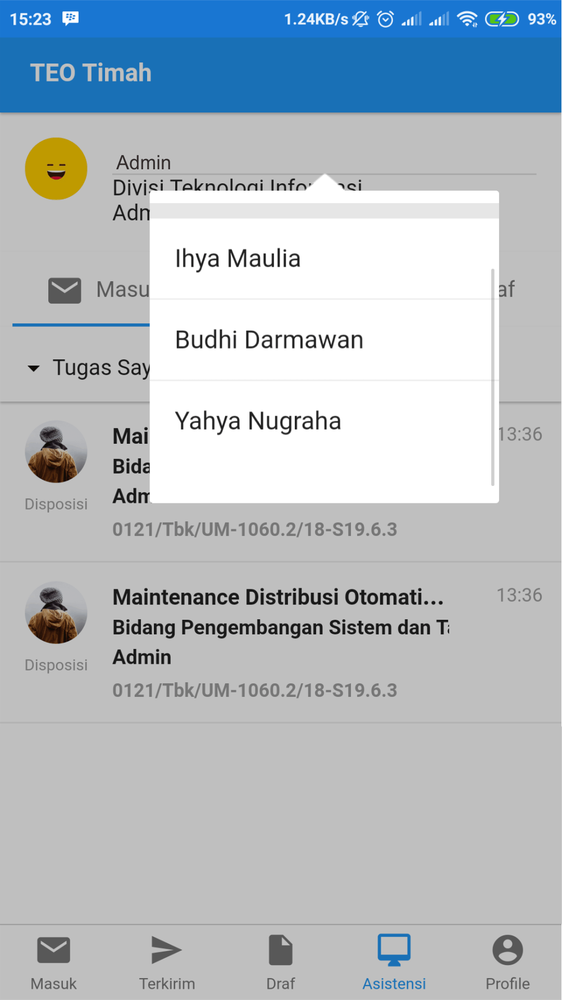 15:23
1.24KB/s
93%
TEO Timah
Admin
Divisi Teknologi Informasi
Adm
Ihya Maulia
Budhi Darmawan
Yahya Nugraha
Masu
af
Tugas Say
Mai
13:36
Bida
Adm
Disposisi
0121/Tbk/UM-1060.2/18-S19.6.3
Maintenance Distribusi Otomati...
13:36
Bidang Pengembangan Sistem dan Ta
Admin
Disposisi
0121/Tbk/UM-1060.2/18-S19.6.3
Masuk
Terkirim
Draf
Asistensi
Profile